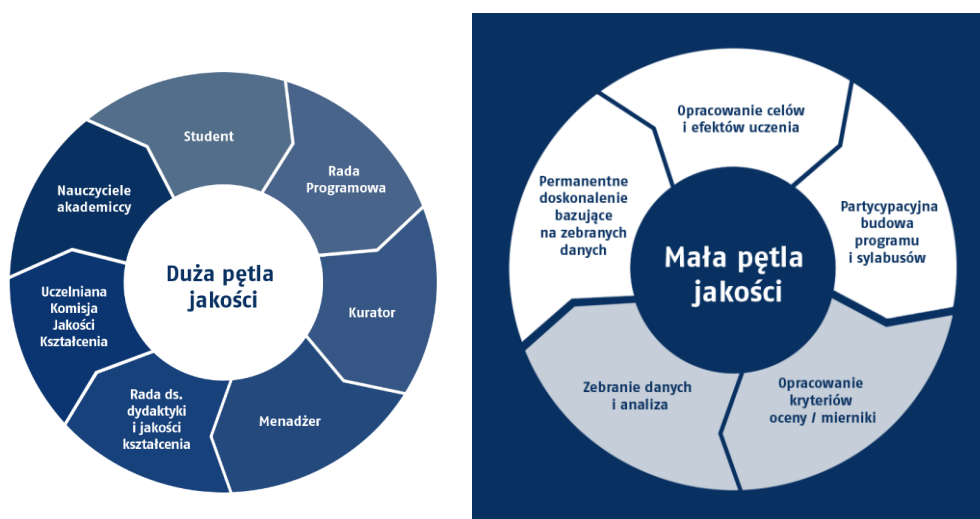 Duża pętla
jakości
Student
Rada
Programowa
Kurator
Menadżer
Rada ds.
dydaktyki
i jakości
kształcenia
Uczelniana
Komisja
Jakości
Kształcenia
Nauczyciele
akademiccy
Mała pętla
jakości
Opracowanie celów
i efektów uczenia
Partycypacyjna
budowa
programu
i sylabusów
Opracowanie
kryteriów
oceny / mierniki
Zebranie danych
i analiza
Permanentne
doskonalenie
bazujące
na zebranych
danych